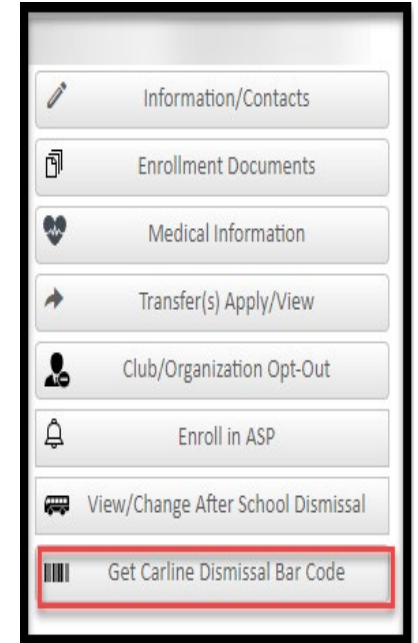 Information/Contacts
Enrollment Documents
Medical Information
Transfer(s) Apply/View
Club/Organization Opt-Out
Enroll in ASP
View/Change After School Dismissal
Get Carline Dismissal Bar Code